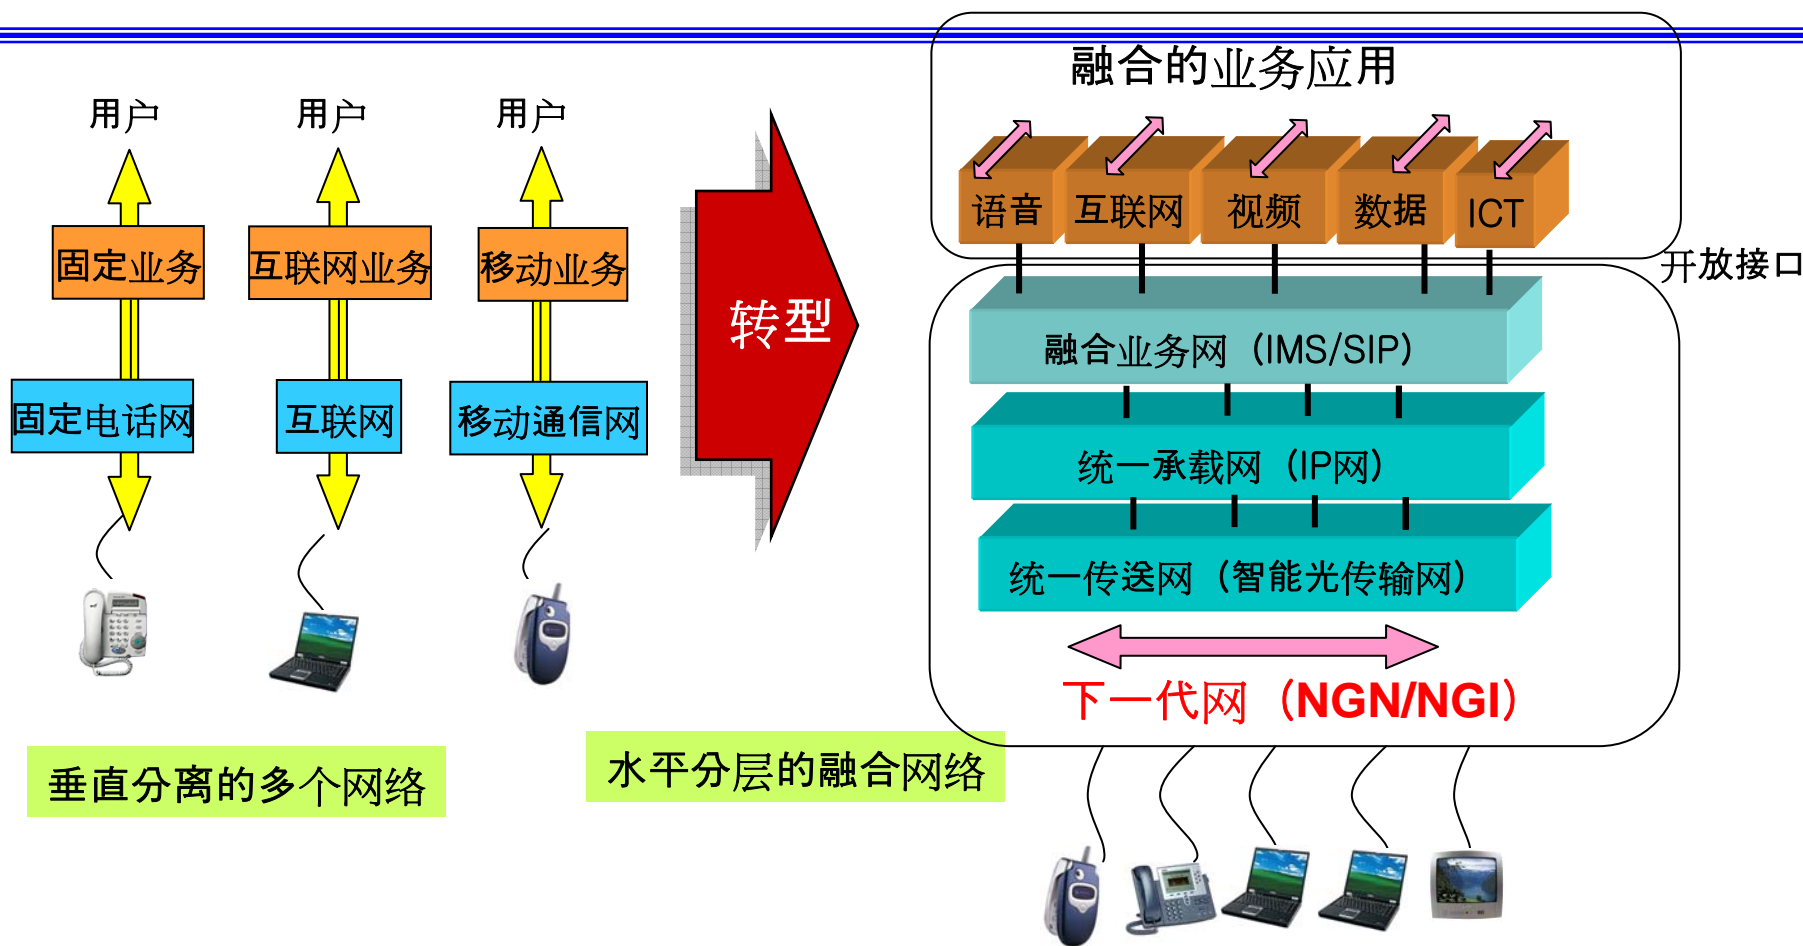 融合的业务应用
用户
用户
用户
语音
互联网
视频
数据
ICT
固定业务
互联网业务
移动业务
开放接口
转型
融合业务网（IMS/SIP）
固定电话网
互联网
移动通信网
统一承载网（IP网）
统一传送网（智能光传输网）
下一代网（NGN/NGI）
垂直分离的多个网络
水平分层的融合网络